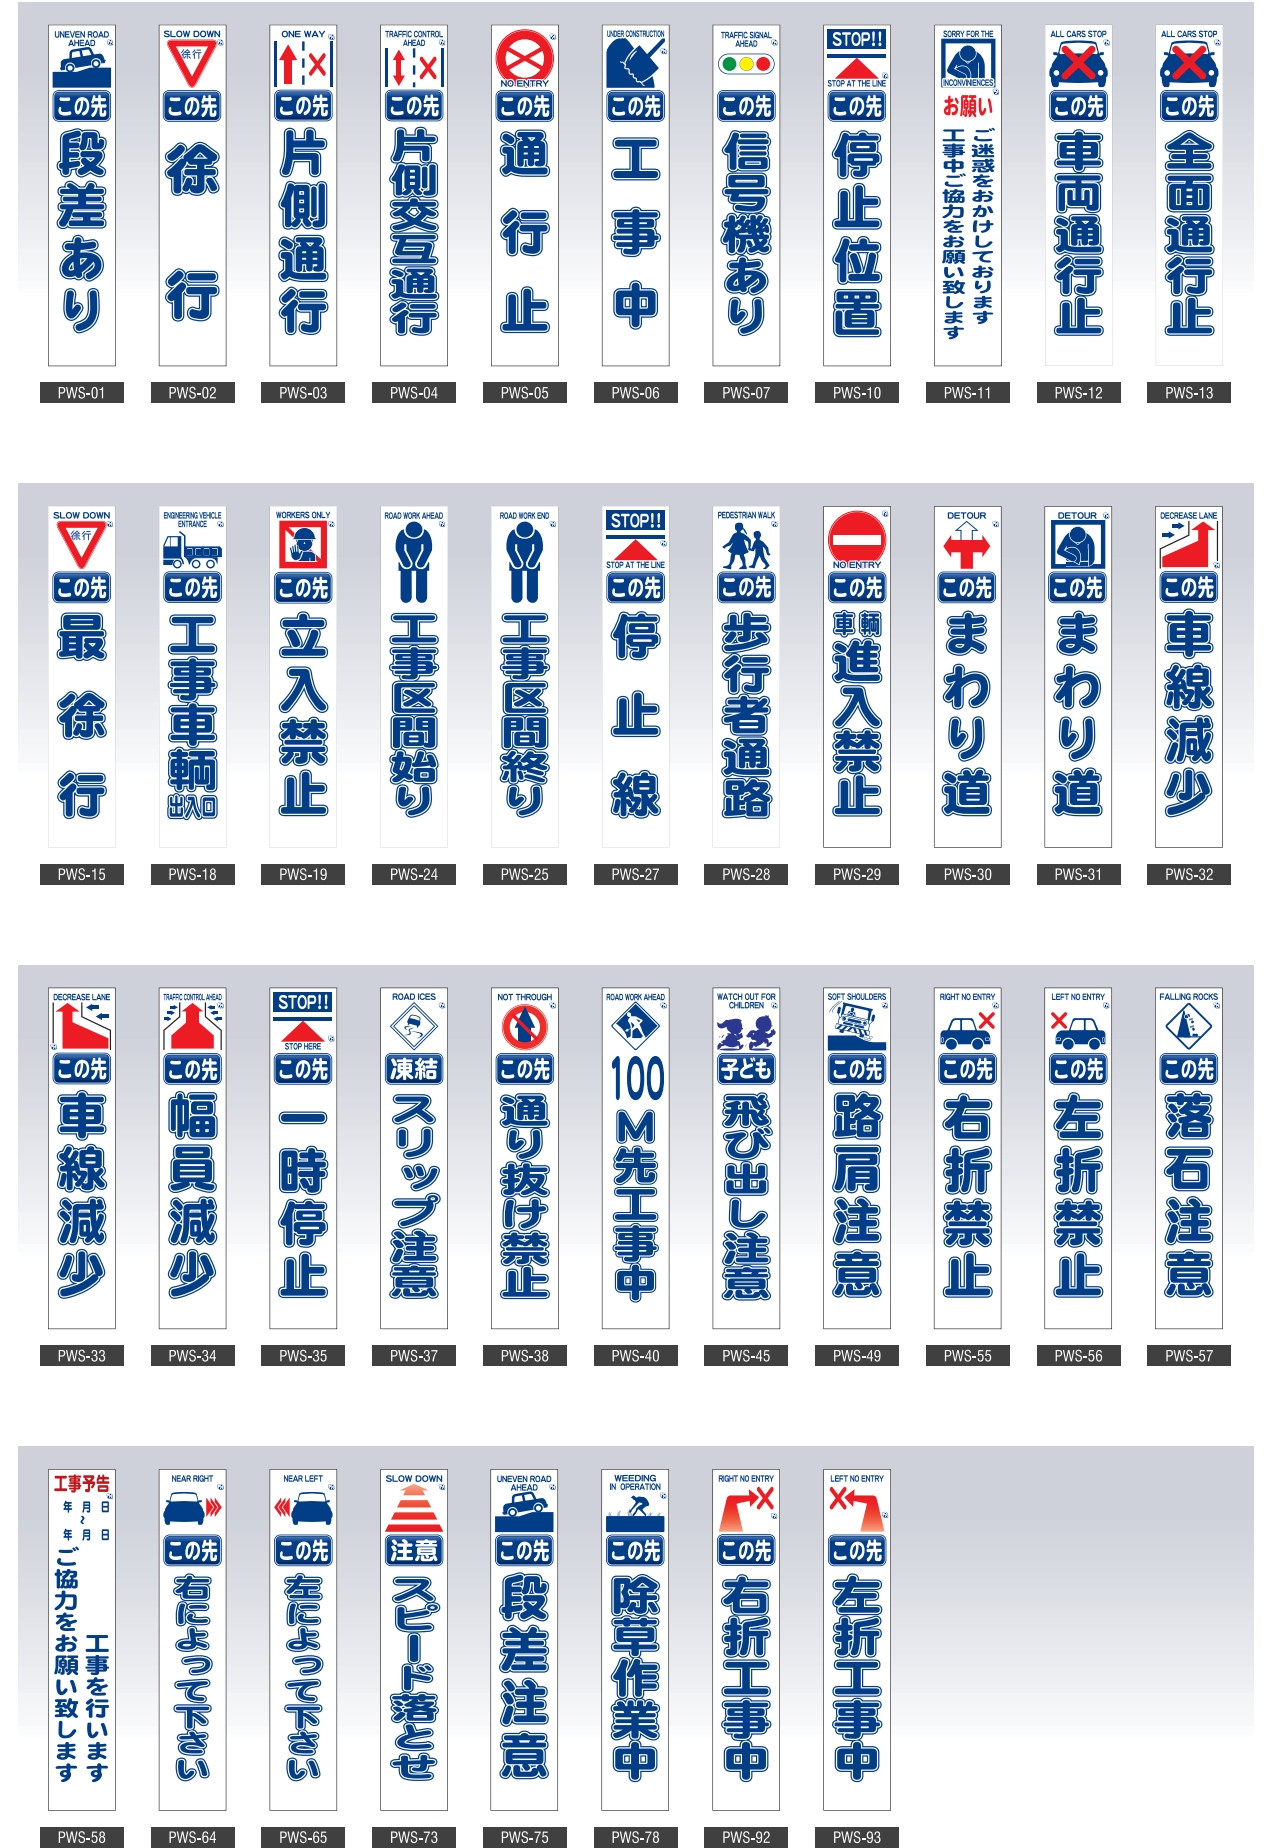 UNEVEN ROAD
AHEAD
この先
段差あり
PWS-01
SLOW DOWN
徐行
この先
徐行
PWS-02
ONE WAY
この先
片側通行
PWS-03
TRAFFIC CONTROL
AHEAD
この先
片側交互通行
PWS-04
NO ENTRY
この先
通行止
PWS-05
UNDER CONSTRUCTION
この先
工事中
PWS-06
TRAFFIC SIGNAL
AHEAD
この先
信号機あり
PWS-07
STOP!!
STOP AT THE LINE
この先
停止位置
PWS-10
SORRY FOR THE
INCONVINIENCES
お願い
ご迷惑をおかけしております
工事中ご協力をお願い致します
PWS-11
ALL CARS STOP
この先
車両通行止
PWS-12
ALL CARS STOP
この先
全面通行止
PWS-13
SLOW DOWN
徐行
この先
最徐行
PWS-15
ENGINEERING VEHICLE
ENTRANCE
この先
工事車輌出入口
PWS-18
WORKERS ONLY
この先
立入禁止
PWS-19
ROAD WORK AHEAD
工事区間始り
PWS-24
ROAD WORK END
工事区間終り
PWS-25
STOP!!
STOP AT THE LINE
この先
停止線
PWS-27
PEDESTRIAN WALK
この先
歩行者通路
PWS-28
NO ENTRY
この先
車輌進入禁止
PWS-29
DETOUR
この先
まわり道
PWS-30
DETOUR
この先
まわり道
PWS-31
DECREASE LANE
この先
車線減少
PWS-32
DECREASE LANE
この先
車線減少
PWS-33
TRAFFIC CONTROL AHEAD
この先
幅員減少
PWS-34
STOP!!
STOP HERE
この先
一時停止
PWS-35
ROAD ICES
凍結
スリップ注意
PWS-37
NOT THROUGH
この先
通り抜け禁止
PWS-38
ROAD WORK AHEAD
100
M先工事中
PWS-40
WATCH OUT FOR
CHILDREN
子ども
飛び出し注意
PWS-45
SOFT SHOULDERS
この先
路肩注意
PWS-49
RIGHT NO ENTRY
この先
右折禁止
PWS-55
LEFT NO ENTRY
この先
左折禁止
PWS-56
FALLING ROCKS
この先
落石注意
PWS-57
工事予告
年 月 日
~
年 月 日
工事を行います
ご協力をお願い致します
PWS-58
NEAR RIGHT
この先
右によって下さい
PWS-64
NEAR LEFT
この先
左によって下さい
PWS-65
SLOW DOWN
注意
スピード落とせ
PWS-73
UNEVEN ROAD
AHEAD
この先
段差注意
PWS-75
WEEDING
IN OPERATION
この先
除草作業中
PWS-78
RIGHT NO ENTRY
この先
右折工事中
PWS-92
LEFT NO ENTRY
この先
左折工事中
PWS-93